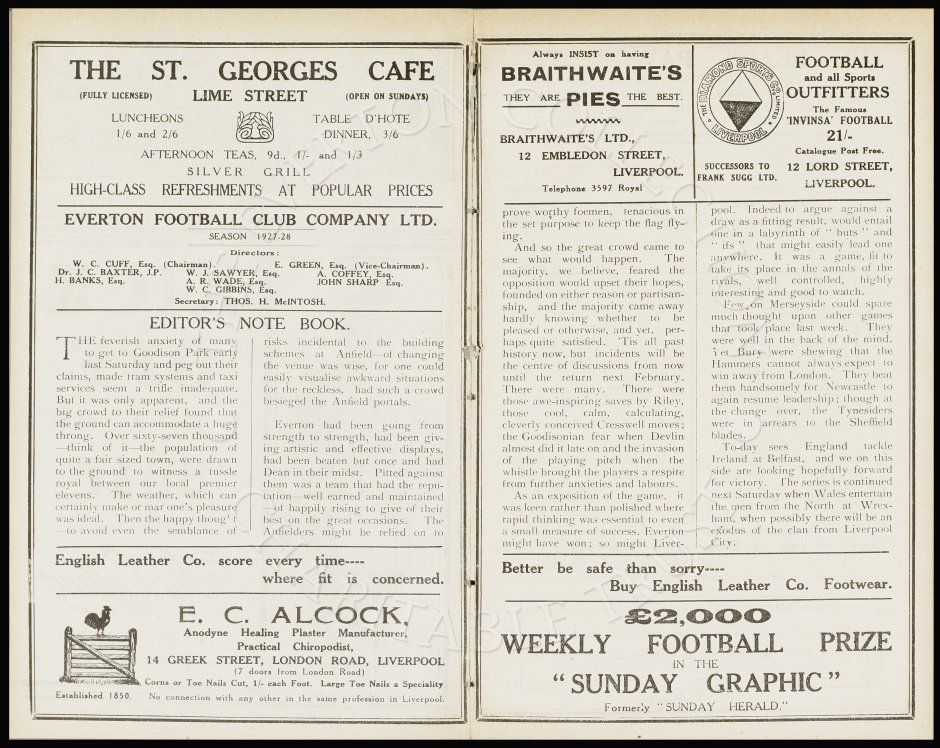 THE ST. GEORGES CAFE
(FULLY LICENSED) LIME STREET (OPEN ON SUNDAYS)
LUNCHEONS
1/6 and 2/6
TABLE D'HOTE
DINNER, 3/6
AFTERNOON TEAS, 9d., 1/- and 1/3
SILVER GRILL
HIGH-CLASS REFRESHMENTS AT POPULAR PRICES
EVERTON FOOTBALL CLUB COMPANY LTD.
SEASON 1927-28
Directors:
W. C. CUFF, Esq. (Chairman). E. GREEN, Esq. (Vice-Chairman).
Dr. J. C. BAXTER, J.P. W. J. SAWYER, Esq. A. COFFEY, Esq.
H. BANKS, Esq. A. R. WADE, Esq. JOHN SHARP Esq.
W. C. GIBBINS, Esq.
Secretary: THOS. H. McINTOSH.
EDITOR'S NOTE BOOK.
THE feverish anxiety of many
to get to Goodison Park early
last Saturday and peg out their
claims, made tram systems and taxi
services seem a trifle inadequate.
But it was only apparent, and the
big crowd to their relief found that
the ground can accommodate a huge
throng. Over sixty-seven thousand
—think of it—the population of
quite a fair sized town, were drawn
to the ground to witness a tussle
royal between our local premier
elevens. The weather, which can
certainly make or mar one's pleasure
was ideal. Then the happy thoug't
to avoid even the semblance of
risks incidental to the building
schemes at Anfield—of changing
the venue was wise, for one could
easily visualise awkward situations
for the reckless, had such a crowd
besieged the Anfield portals.
Everton had been going from
strength to strength, had been giv-
ing artistic and effective displays,
had been beaten but once and had
Dean in their midst. Pitted against
them was a team that had the repu-
tation—well earned and maintained
of happily rising to give of their
best on the great occasions. The
Anfielders might be relied on to
English Leather Co. score every time----
where fit is concerned.
E. C. ALCOCK,
Anodyne Healing Plaster Manufacturer,
Practical Chiropodist,
14 GREEK STREET, LONDON ROAD, LIVERPOOL
(7 doors from London Road)
Corns or Toe Nails Cut, 1/- each Foot. Large Toe Nails a Speciality
Established 1850. No connection with any other in the same profession in Liverpool.
Always INSIST on having
BRAITHWAITE'S
THEY ARE PIES THE BEST.
BRAITHWAITE'S LTD.,
12 EMBLEDON STREET,
LIVERPOOL.
Telephone 3597 Royal
THE DIAMOND SPORTS CO. LIMITED
LIVERPOOL
SUCCESSORS TO
FRANK SUGG LTD.
FOOTBALL
and all Sports
OUTFITTERS
The Famous
'INVINSA' FOOTBALL
21/-
Catalogue Post Free.
12 LORD STREET,
LIVERPOOL.
prove worthy foemen, tenacious in
the set purpose to keep the flag fly-
ing.
And so the great crowd came to
see what would happen. The
majority, we believe, feared the
opposition would upset their hopes,
founded on either reason or partisan-
ship, and the majority came away
hardly knowing whether to be
pleased or otherwise, and yet, per-
haps quite satisfied. 'Tis all past
history now, but incidents will be
the centre of discussions from now
until the return next February.
There were many. There were
those awe-inspiring saves by Riley,
those cool, calm, calculating,
cleverly conceived Cresswell moves;
the Goodisonian fear when Devlin
almost did it late on and the invasion
of the playing pitch when the
whistle brought the players a respite
from further anxieties and labours.
As an exposition of the game, it
was keen rather than polished where
rapid thinking was essential to even
a small measure of success. Everton
might have won; so might Liver-
pool. Indeed to argue against a
draw as a fitting result, would entail
one in a labyrinth of " buts " and
" ifs " that might easily lead one
anywhere. It was a game, fit to
take its place in the annals of the
rivals, well controlled, highly
interesting and good to watch.
Few on Merseyside could spare
much thought upon other games
that took place last week. They
were well in the back of the mind.
Yet Bury were shewing that the
Hammers cannot always expect to
win away from London. They beat
them handsomely for Newcastle to
again resume leadership; though at
the change over, the Tynesiders
were in arrears to the Sheffield
blades.
To-day sees England tackle
Ireland at Belfast, and we on this
side are looking hopefully forward
for victory. The series is continued
next Saturday when Wales entertain
the men from the North at Wrex-
ham, when possibly there will be an
exodus of the clan from Liverpool
City.
Better be safe than sorry----
Buy English Leather Co. Footwear.
£2,000
WEEKLY FOOTBALL PRIZE
IN THE
"SUNDAY GRAPHIC"
Formerly "SUNDAY HERALD."